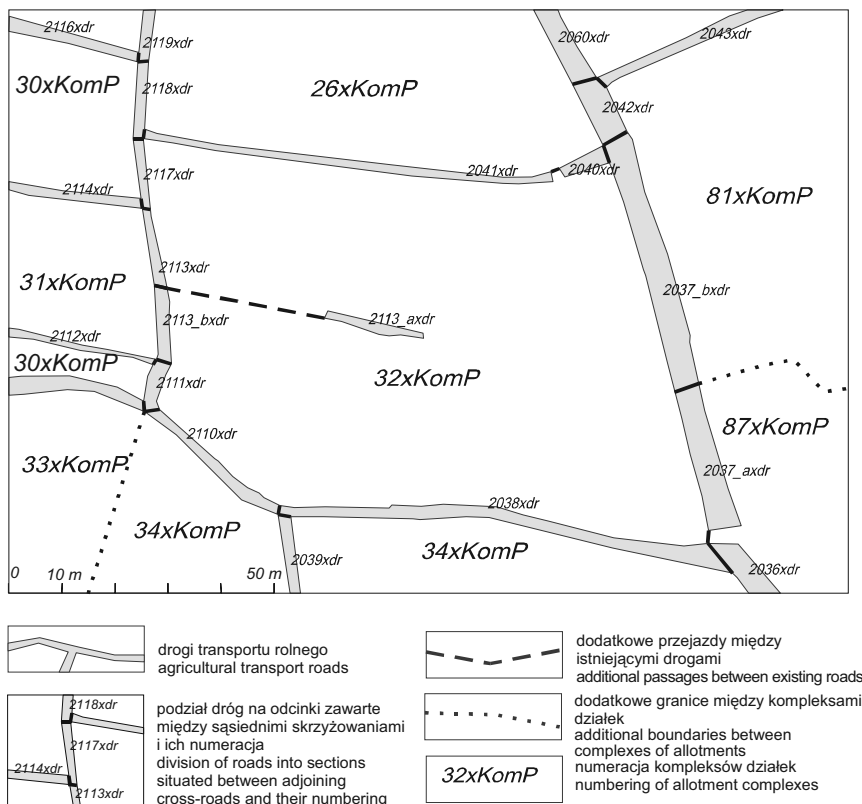 2116xdr
2119xdr
2060xdr
2043xdr
30xKomP
2118xdr
26xKomP
2042xdr
2117xdr
2041xdr
2040xdr
2114xdr
81xKomP
31xKomP
2113xdr
2113_bxdr
2113_axdr
2037_bxdr
2112xdr
30xKomP
2111xdr
32xKomP
2110xdr
87xKomP
33xKomP
2037_axdr
34xKomP
2038xdr
2039xdr
34xKomP
2036xdr
0 10 m 50 m
drogi transportu rolnego
agricultural transport roads
2118xdr
2117xdr
2114xdr
2113xdr
podział dróg na odcinki zawarte
między sąsiednimi skrzyżowaniami
i ich numeracja
division of roads into sections
situated between adjoining
cross-roads and their numbering
dodatkowe przejazdy między
istniejącymi drogami
additional passages between existing roads
dodatkowe granice między kompleksami
działek
additional boundaries between
complexes of allotments
32xKomP
numeracja kompleksów działek
numbering of allotment complexes